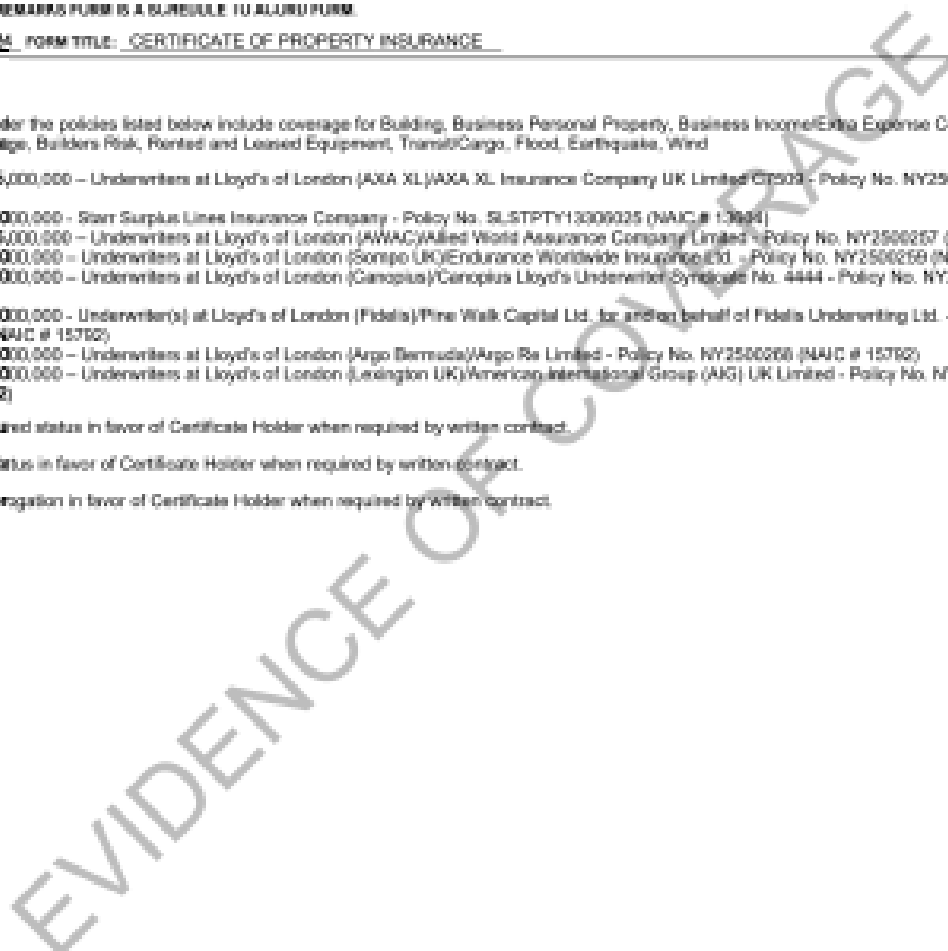 REMARKS FORM IS A SCHEDULE TO ACORD FORM.
FORM TITLE: CERTIFICATE OF PROPERTY INSURANCE
der the policies listed below include coverage for Building, Business Personal Property, Business Income/Extra Expense C
age, Builders Risk, Rented and Leased Equipment, Transit/Cargo, Flood, Earthquake, Wind
5,000,000 – Underwriters at Lloyd's of London (AXA XL)/AXA XL Insurance Company UK Limited - Policy No. NY25
000,000 - Starr Surplus Lines Insurance Company - Policy No. SLSTPTY13306025 (NAIC #
5,000,000 – Underwriters at Lloyd's of London (AWAC)/Allied World Assurance Company Limited - Policy No. NY2500257 (
000,000 – Underwriters at Lloyd's of London (Sompo UK)/Endurance Worldwide Insurance Ltd. - Policy No. NY2500259 (N
000,000 – Underwriters at Lloyd's of London (Canopius)/Canopius Lloyd's Underwriter Syndicate No. 4444 - Policy No. NY
000,000 - Underwriter(s) at Lloyd's of London (Fidelis)/Pine Walk Capital Ltd. for and on behalf of Fidelis Underwriting Ltd. -
NAIC # 15792)
000,000 – Underwriters at Lloyd's of London (Argo Bermuda)/Argo Re Limited - Policy No. NY2500268 (NAIC # 15792)
000,000 – Underwriters at Lloyd's of London (Lexington UK)/American International Group (AIG) UK Limited - Policy No. N
2)
ured status in favor of Certificate Holder when required by written contract.
atus in favor of Certificate Holder when required by written contract.
rogation in favor of Certificate Holder when required by written contract.
EVIDENCE OF COVERAGE